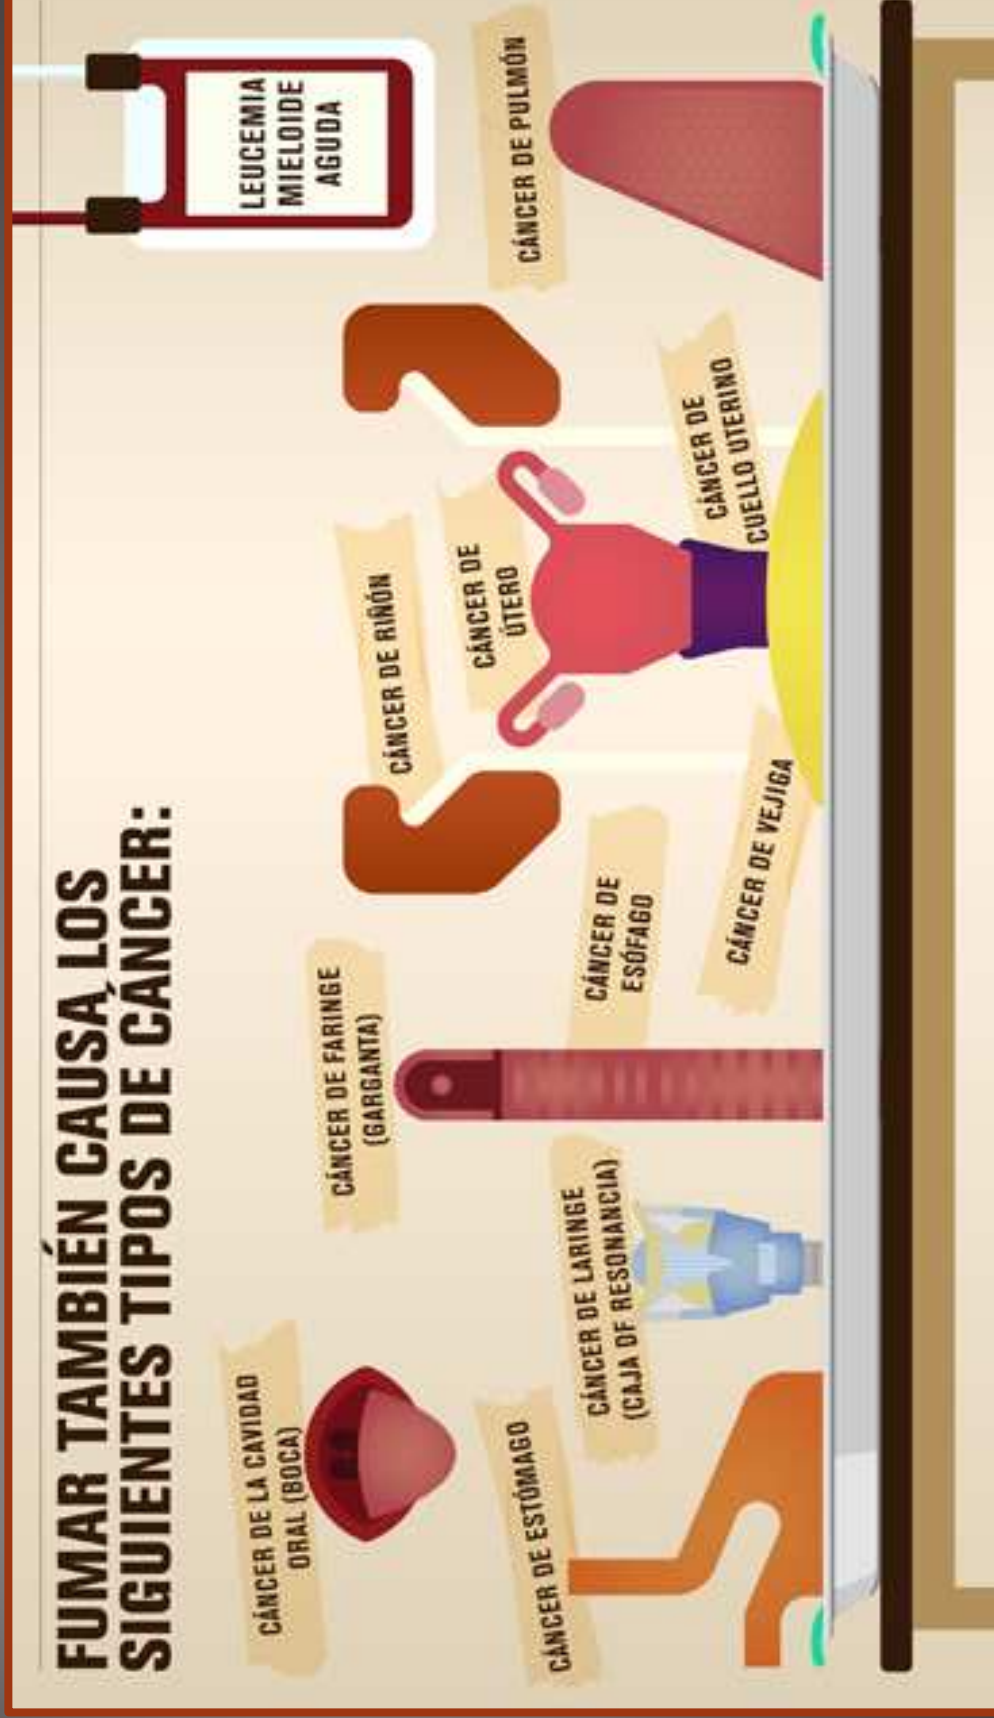 FUMAR TAMBIÉN CAUSA LOS
SIGUIENTES TIPOS DE CÁNCER:
CÁNCER DE LA CAVIDAD
ORAL (BOCA)
CÁNCER DE FARINGE
(GARGANTA)
CÁNCER DE RIÑÓN
LEUCEMIA
MIELOIDE
AGUDA
CÁNCER DE
ÚTERO
CÁNCER DE PULMÓN
CÁNCER DE ESTÓMAGO
CÁNCER DE LARINGE
(CAJA DE RESONANCIA)
CÁNCER DE
ESÓFAGO
CÁNCER DE VEJIGA
CÁNCER DE
CUELLO UTERINO